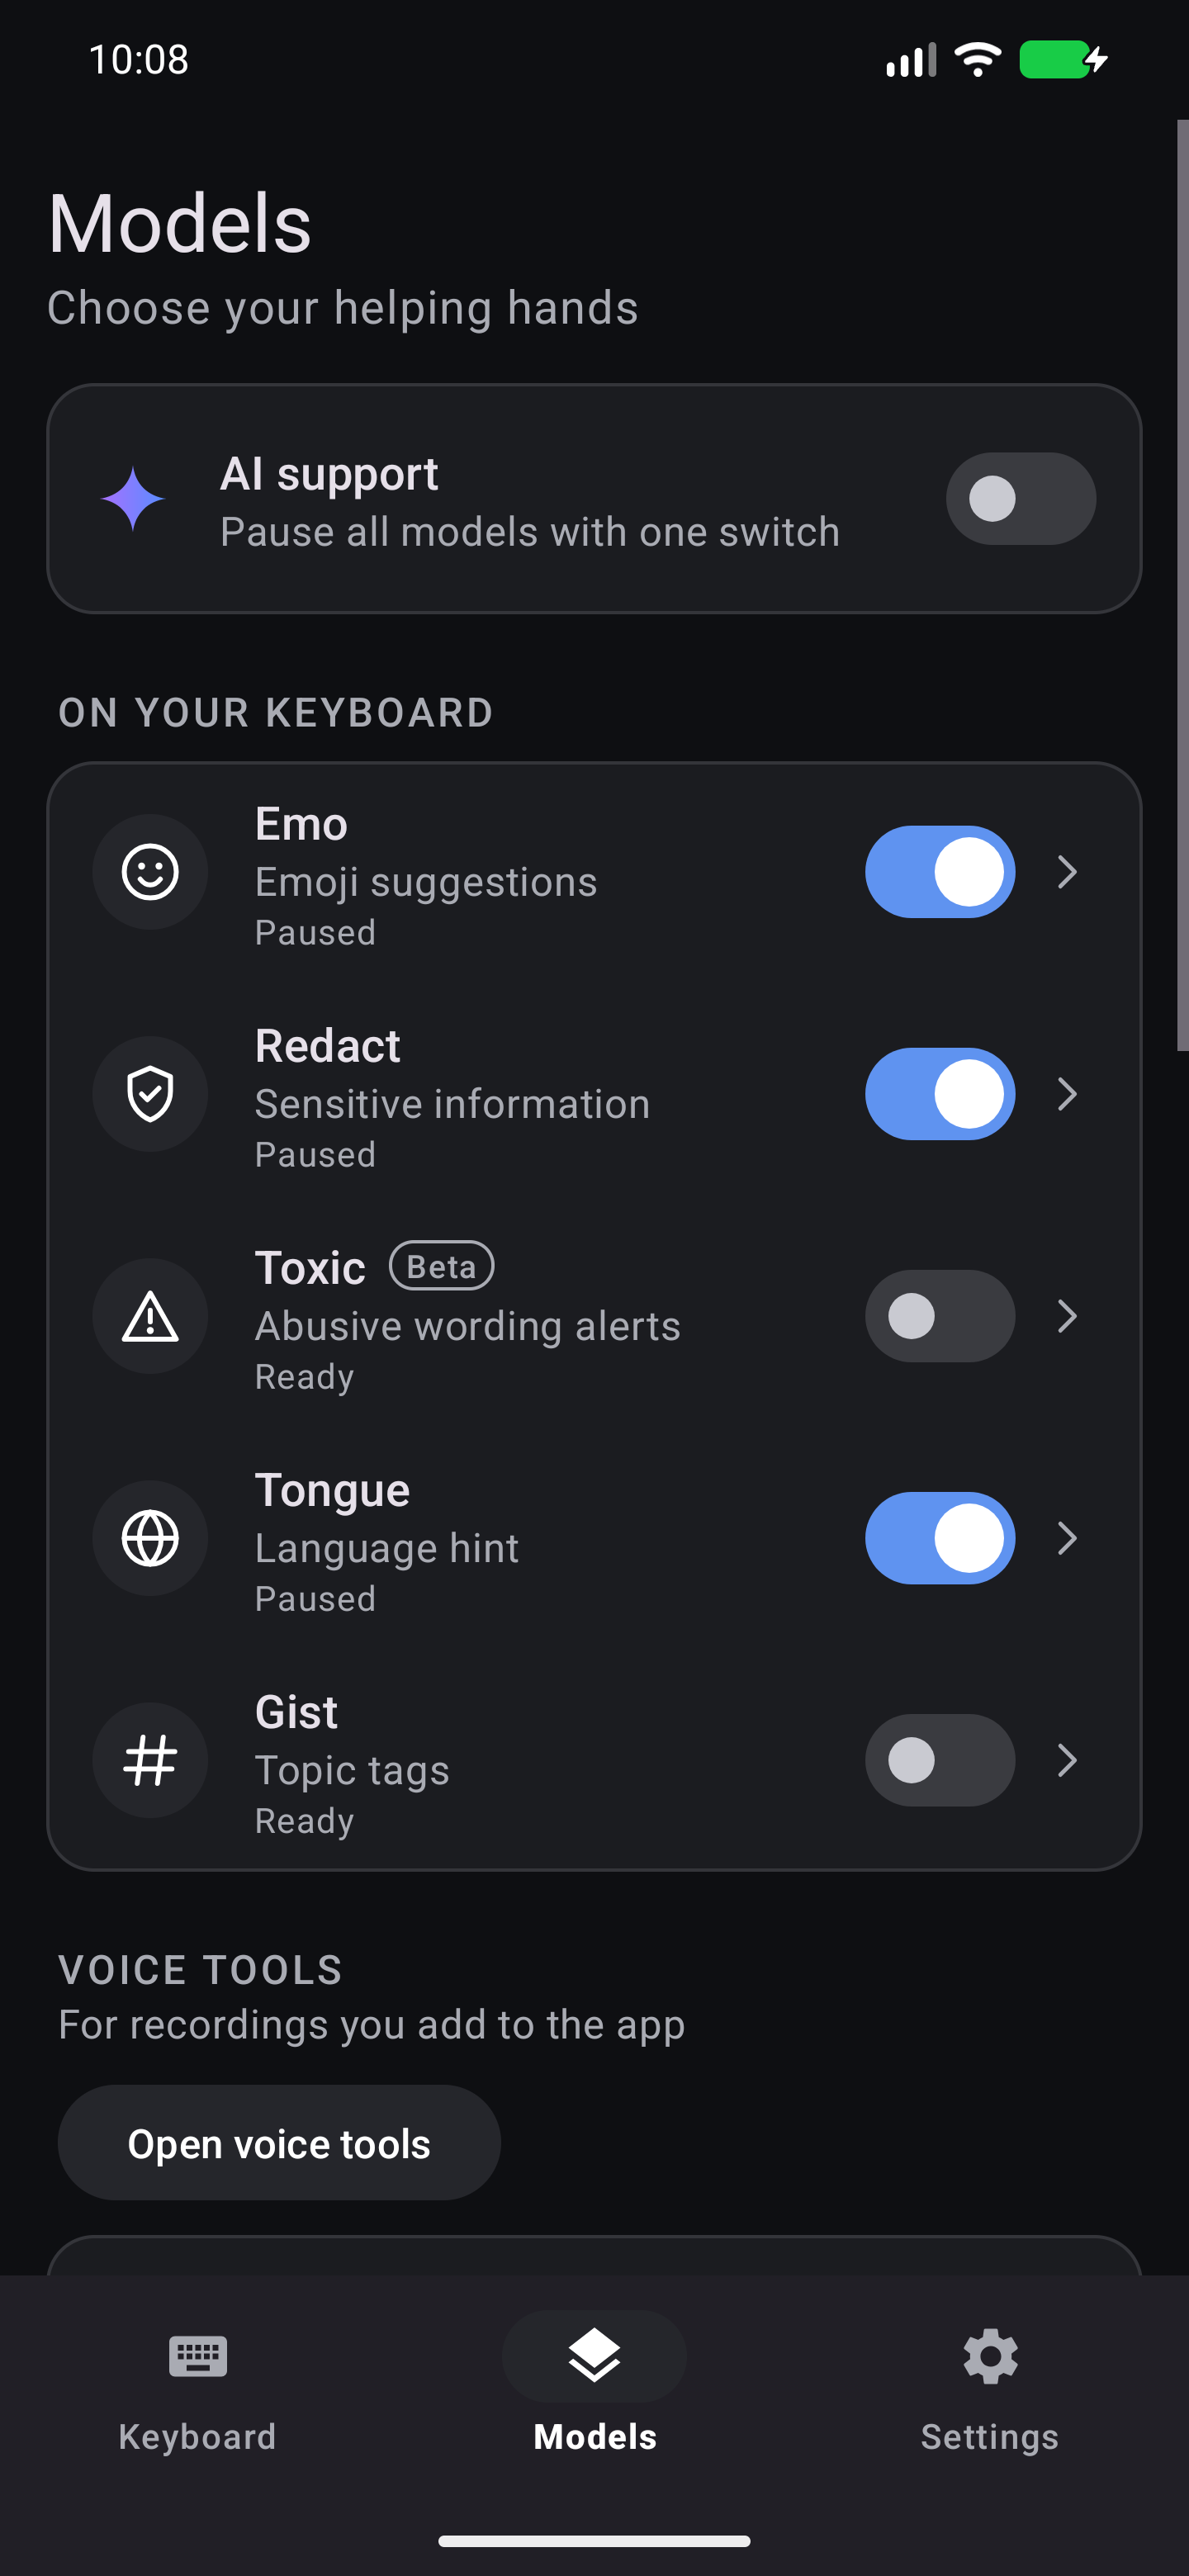 10:08
Models
Choose your helping hands
AI support
Pause all models with one switch
ON YOUR KEYBOARD
Emo
Emoji suggestions
Paused
Redact
Sensitive information
Paused
Toxic Beta
Abusive wording alerts
Ready
Tongue
Language hint
Paused
Gist
Topic tags
Ready
VOICE TOOLS
For recordings you add to the app
Open voice tools
Keyboard Models Settings